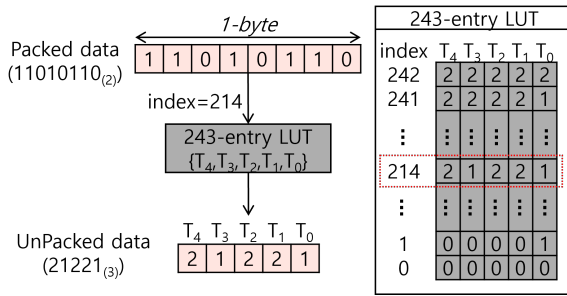 1-byte
Packed data
(11010110(2))
1 1 0 1 0 1 1 0
index=214
243-entry LUT
{T4,T3,T2,T1,T0}
T4 T3 T2 T1 T0
UnPacked data
(21221(3))
2 1 2 2 1
243-entry LUT
index T4 T3 T2 T1 T0
242 2 2 2 2 2
241 2 2 2 2 1
⋮ ⋮ ⋮ ⋮ ⋮ ⋮
214 2 1 2 2 1
⋮ ⋮ ⋮ ⋮ ⋮ ⋮
1 0 0 0 0 1
0 0 0 0 0 0